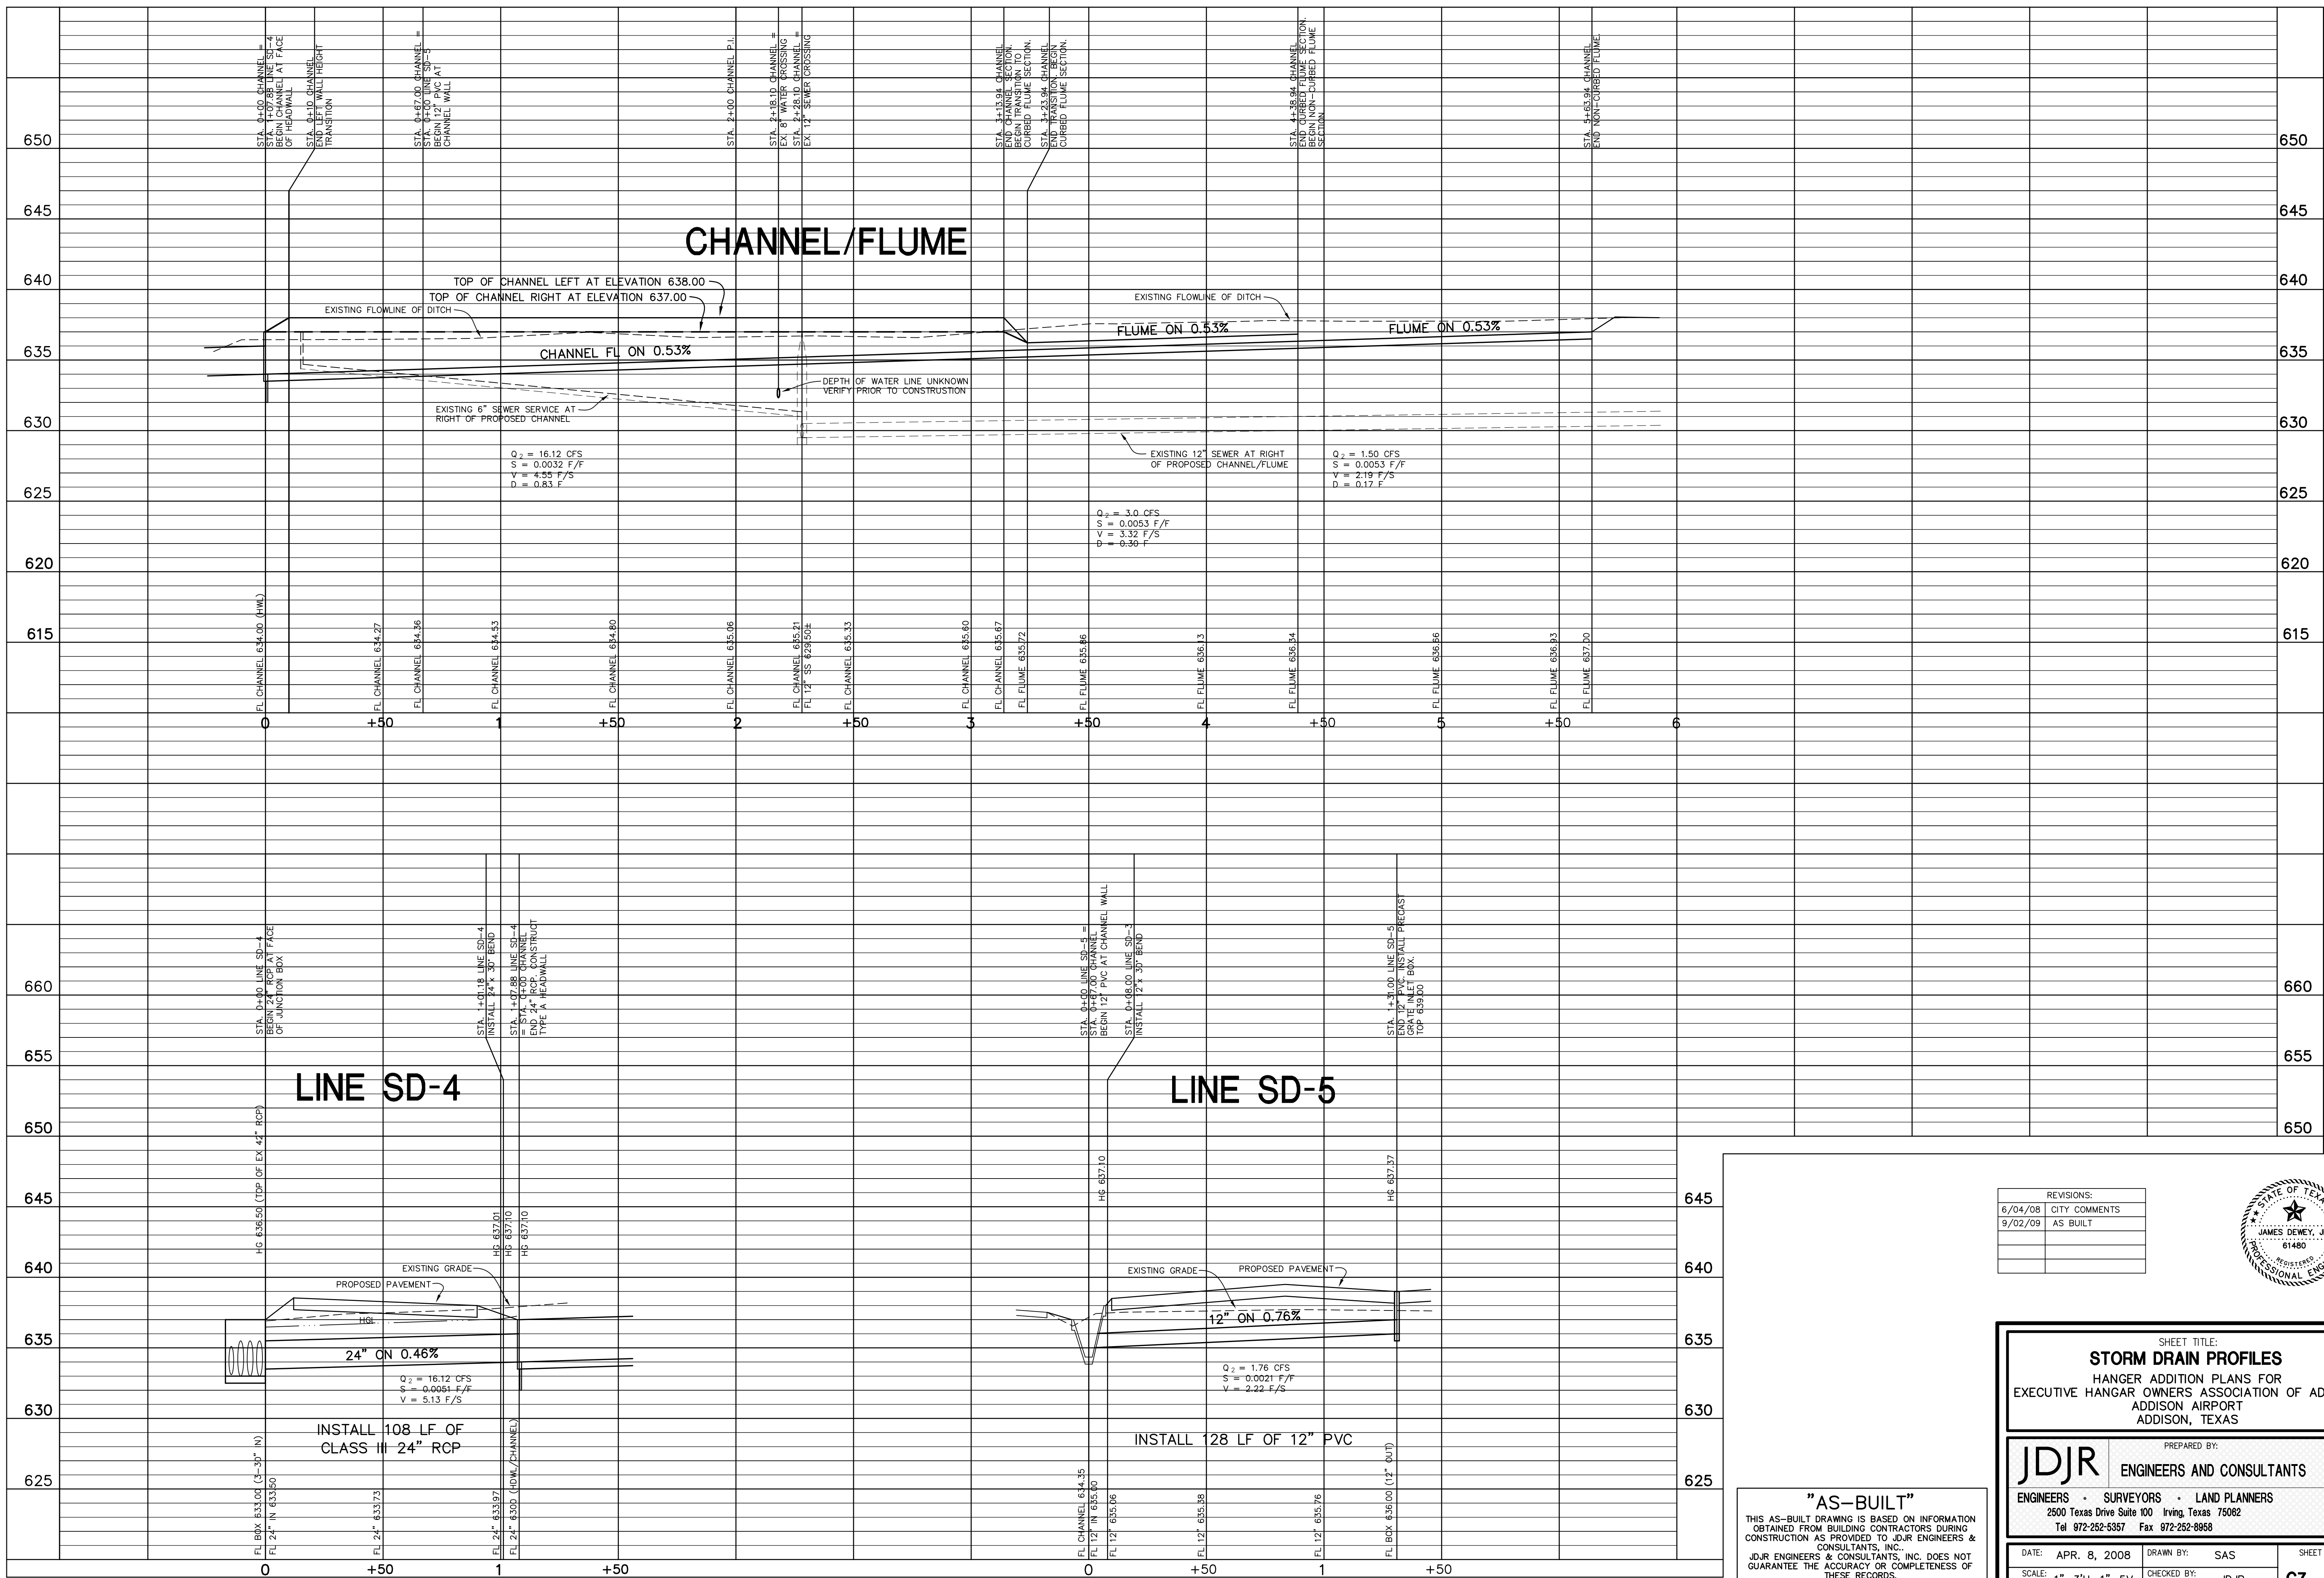 STA. 0+00 CHANNEL =
STA. 1+07.88 LINE SD-4
BEGIN CHANNEL AT FACE
OF HEADWALL
STA. 0+10 CHANNEL
END LEFT WALL HEIGHT
TRANSITION
STA. 0+67.00 CHANNEL =
STA. 0+00 LINE SD-5
BEGIN 12" PVC AT
CHANNEL WALL
STA. 2+00 CHANNEL P.I.
STA. 2+18.10 CHANNEL =
EX. 8" WATER CROSSING
STA. 2+28.10 CHANNEL =
EX. 12" SEWER CROSSING
STA. 3+13.94 CHANNEL
END CHANNEL SECTION.
BEGIN TRANSITION TO
CURBED FLUME SECTION.
STA. 3+23.94 CHANNEL
END TRANSITION. BEGIN
CURBED FLUME SECTION.
STA. 4+38.94 CHANNEL
END CURBED FLUME SECTION.
BEGIN NON-CURBED FLUME
SECTION
STA. 5+63.94 CHANNEL
END NON-CURBED FLUME.
650 650
645 645
CHANNEL/FLUME
640 640
TOP OF CHANNEL LEFT AT ELEVATION 638.00
TOP OF CHANNEL RIGHT AT ELEVATION 637.00
EXISTING FLOWLINE OF DITCH
EXISTING FLOWLINE OF DITCH
FLUME ON 0.53%
FLUME ON 0.53%
635 635
CHANNEL FL ON 0.53%
DEPTH OF WATER LINE UNKNOWN
VERIFY PRIOR TO CONSTRUSTION
EXISTING 6" SEWER SERVICE AT
RIGHT OF PROPOSED CHANNEL
630 630
EXISTING 12" SEWER AT RIGHT
OF PROPOSED CHANNEL/FLUME
Q2 = 16.12 CFS
S = 0.0032 F/F
V = 4.55 F/S
D = 0.83 F
Q2 = 1.50 CFS
S = 0.0053 F/F
V = 2.19 F/S
D = 0.17 F
625 625
Q2 = 3.0 CFS
S = 0.0053 F/F
V = 3.32 F/S
D = 0.30 F
620 620
615 615
FL CHANNEL 634.00 (HWL)
FL CHANNEL 634.27
FL CHANNEL 634.36
FL CHANNEL 634.53
FL CHANNEL 634.80
FL CHANNEL 635.06
FL CHANNEL 635.21
FL 12" SS 629.50±
FL CHANNEL 635.33
FL CHANNEL 635.60
FL CHANNEL 635.67
FL FLUME 635.72
FL FLUME 635.86
FL FLUME 636.13
FL FLUME 636.34
FL FLUME 636.66
FL FLUME 636.93
FL FLUME 637.00
0 +50 1 +50 2 +50 3 +50 4 +50 5 +50 6
STA. 0+00 LINE SD-4
BEGIN 24" RCP AT FACE
OF JUNCTION BOX
STA. 1+01.18 LINE SD-4
INSTALL 24"x 30° BEND
STA. 1+07.88 LINE SD-4
= STA. 0+00 CHANNEL
END 24" RCP. CONSTRUCT
TYPE A HEADWALL
STA. 0+00 LINE SD-5 =
STA. 0+67.00 CHANNEL
BEGIN 12" PVC AT CHANNEL WALL
STA. 0+08.00 LINE SD-3
INSTALL 12"x 30° BEND
STA. 1+31.00 LINE SD-5
END 12" PVC. INSTALL PRECAST
GRATE INLET BOX.
TOP 639.00
660 660
655 655
LINE SD-4
LINE SD-5
650 650
HG 636.50 (TOP OF EX 42" RCP)
HG 637.01
HG 637.10
HG 637.10
HG 637.10
HG 637.37
645 645
640 640
EXISTING GRADE
PROPOSED PAVEMENT
HGL
24" ON 0.46%
EXISTING GRADE
PROPOSED PAVEMENT
12" ON 0.76%
635 635
Q2 = 16.12 CFS
S = 0.0051 F/F
V = 5.13 F/S
Q2 = 1.76 CFS
S = 0.0021 F/F
V = 2.22 F/S
630 630
INSTALL 108 LF OF
CLASS III 24" RCP
INSTALL 128 LF OF 12" PVC
625 625
FL BOX 633.00 (3-30" IN)
FL 24" IN 633.50
FL 24" 633.73
FL 24" 633.97
FL 24" 6300 (HDWL/CHANNEL)
FL CHANNEL 634.35
FL 12" IN 635.00
FL 12" 635.06
FL 12" 635.38
FL 12" 635.76
FL BOX 636.00 (12" OUT)
0 +50 1 +50 0 +50 1 +50
REVISIONS:
6/04/08 CITY COMMENTS
9/02/09 AS BUILT
STATE OF TEXA
JAMES DEWEY, J
61480
REGISTERED
PROFESSIONAL ENG
SHEET TITLE:
STORM DRAIN PROFILES
HANGER ADDITION PLANS FOR
EXECUTIVE HANGAR OWNERS ASSOCIATION OF AD
ADDISON AIRPORT
ADDISON, TEXAS
PREPARED BY:
JDJR ENGINEERS AND CONSULTANTS
ENGINEERS • SURVEYORS • LAND PLANNERS
2500 Texas Drive Suite 100 Irving, Texas 75062
Tel 972-252-5357 Fax 972-252-8958
DATE: APR. 8, 2008 DRAWN BY: SAS SHEET
SCALE: CHECKED BY:
"AS-BUILT"
THIS AS-BUILT DRAWING IS BASED ON INFORMATION
OBTAINED FROM BUILDING CONTRACTORS DURING
CONSTRUCTION AS PROVIDED TO JDJR ENGINEERS &
CONSULTANTS, INC..
JDJR ENGINEERS & CONSULTANTS, INC. DOES NOT
GUARANTEE THE ACCURACY OR COMPLETENESS OF
THESE RECORDS.